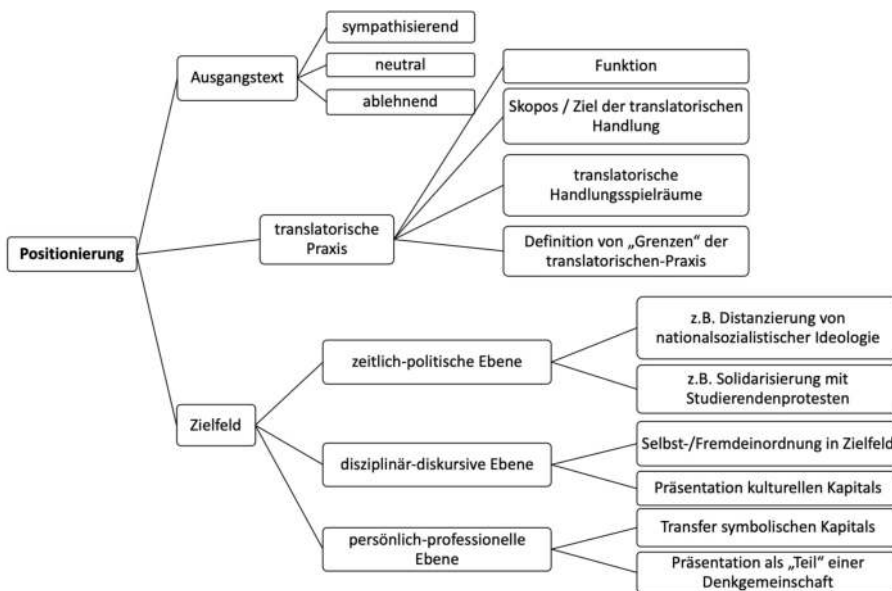 Positionierung
Ausgangstext
sympathisierend
neutral
ablehnend
translatorische
Praxis
Funktion
Skopos / Ziel der translatorischen
Handlung
translatorische
Handlungsspielräume
Definition von „Grenzen“ der
translatorischen-Praxis
Zielfeld
zeitlich-politische Ebene
z.B. Distanzierung von
nationalsozialistischer Ideologie
z.B. Solidarisierung mit
Studierendenprotesten
disziplinär-diskursive Ebene
Selbst-/Fremdeinordnung in Zielfeld
Präsentation kulturellen Kapitals
persönlich-professionelle
Ebene
Transfer symbolischen Kapitals
Präsentation als „Teil“ einer
Denkgemeinschaft